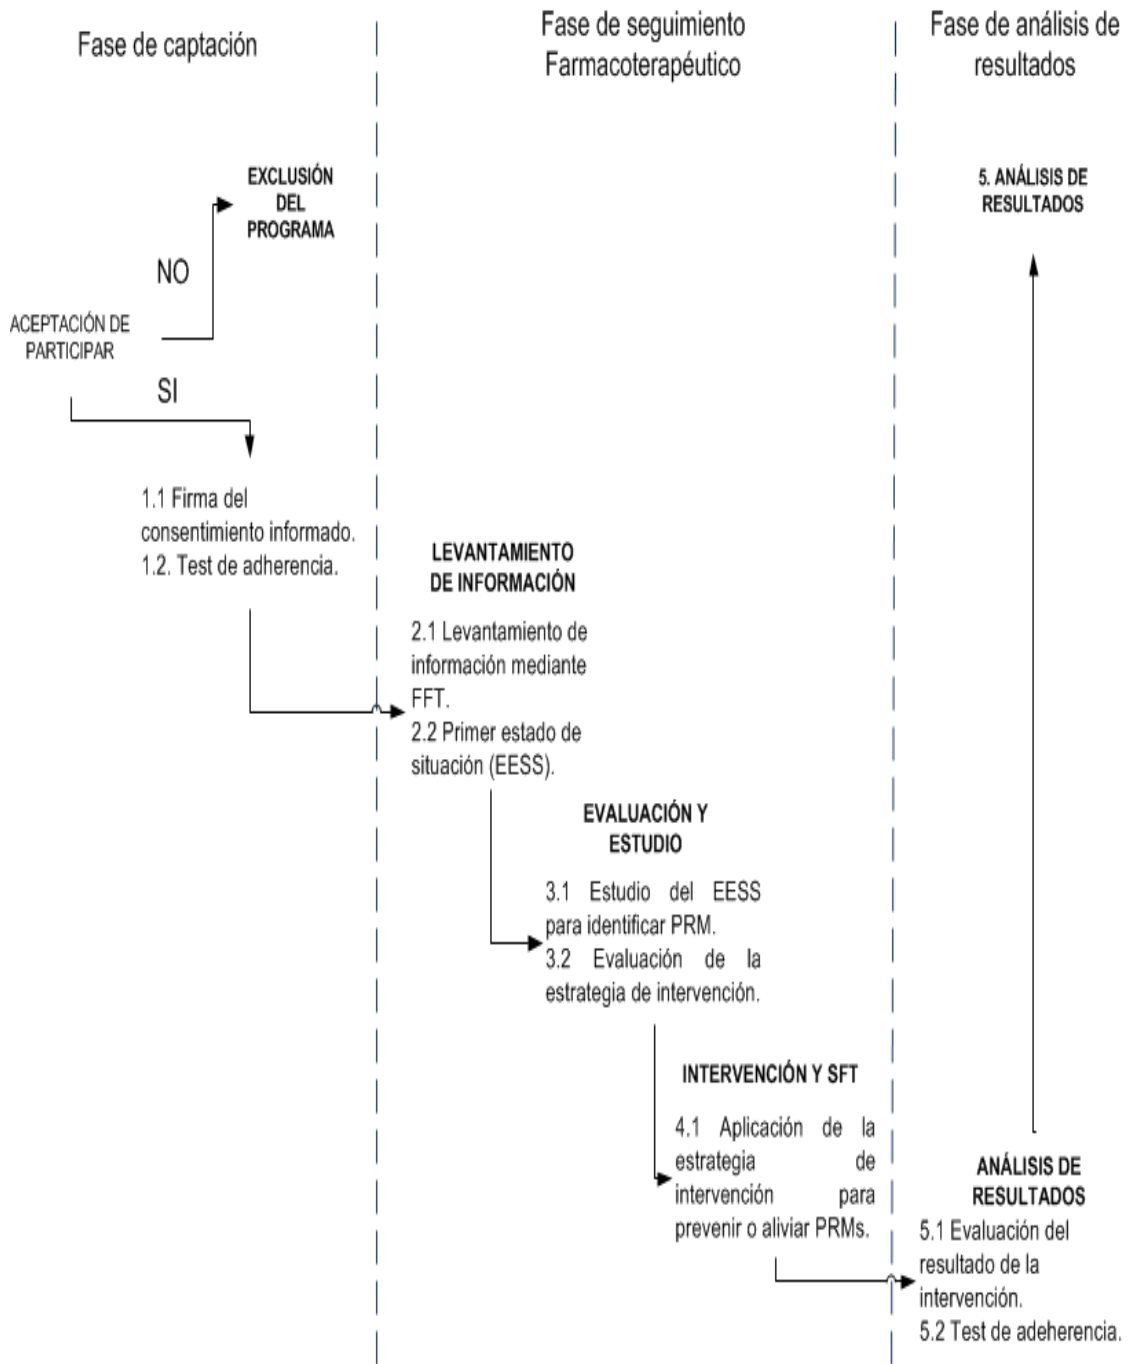 Fase de captación
Fase de seguimiento
Farmacoterapéutico
Fase de análisis de
resultados
EXCLUSIÓN
DEL
PROGRAMA
5. ANÁLISIS DE
RESULTADOS
NO
ACEPTACIÓN DE
PARTICIPAR
SI
1.1 Firma del
consentimiento informado.
1.2. Test de adherencia.
LEVANTAMIENTO
DE INFORMACIÓN
2.1 Levantamiento de
información mediante
FFT.
2.2 Primer estado de
situación (EESS).
EVALUACIÓN Y
ESTUDIO
3.1 Estudio del EESS
para identificar PRM.
3.2 Evaluación de la
estrategia de intervención.
INTERVENCIÓN Y SFT
4.1 Aplicación de la
estrategia de
intervención para
prevenir o aliviar PRMs.
ANÁLISIS DE
RESULTADOS
5.1 Evaluación del
resultado de la
intervención.
5.2 Test de adeherencia.